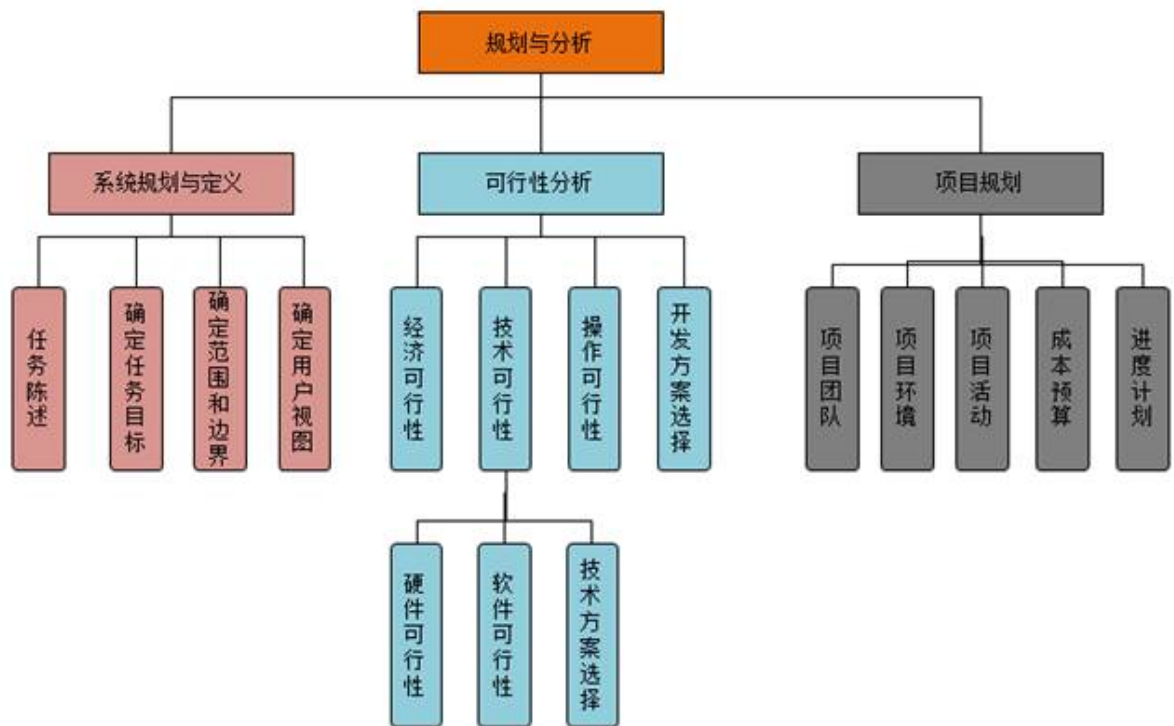 规划与分析
系统规划与定义
可行性分析
项目规划
任务陈述
确定任务目标
确定范围和边界
确定用户视图
经济可行性
技术可行性
操作可行性
开发方案选择
项目团队
项目环境
项目活动
成本预算
进度计划
硬件可行性
软件可行性
技术方案选择